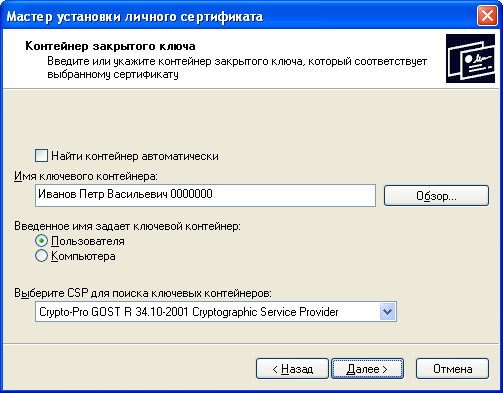 Мастер установки личного сертификата
Контейнер закрытого ключа
Введите или укажите контейнер закрытого ключа, который соответствует
выбранному сертификату
Найти контейнер автоматически
Имя ключевого контейнера:
Иванов Петр Васильевич 0000000
Обзор...
Введенное имя задает ключевой контейнер:
Пользователя
Компьютера
Выберите CSP для поиска ключевых контейнеров:
Crypto-Pro GOST R 34.10-2001 Cryptographic Service Provider
< Назад
Далее >
Отмена